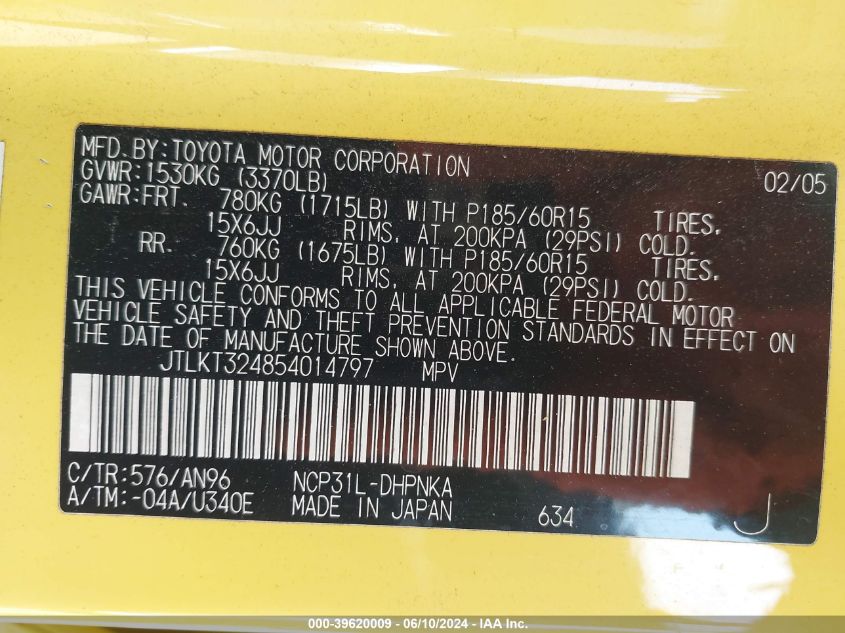 MFD.BY:TOYOTA MOTOR CORPORATION 02/05
GVWR:1530KG (3370LB)
GAWR:FRT. 780KG (1715LB) WITH P185/60R15 TIRES,
15X6JJ RIMS, AT 200KPA (29PSI) COLD.
RR. 760KG (1675LB) WITH P185/60R15 TIRES,
15X6JJ RIMS, AT 200KPA (29PSI) COLD.
THIS VEHICLE CONFORMS TO ALL APPLICABLE FEDERAL MOTOR
VEHICLE SAFETY AND THEFT PREVENTION STANDARDS IN EFFECT ON
THE DATE OF MANUFACTURE SHOWN ABOVE.
JTLKT324854014797 MPV
C/TR:576/AN96 NCP31L-DHPNKA
A/TM:-04A/U340E MADE IN JAPAN 634 J
000-39620009 - 06/10/2024 - IAA Inc.